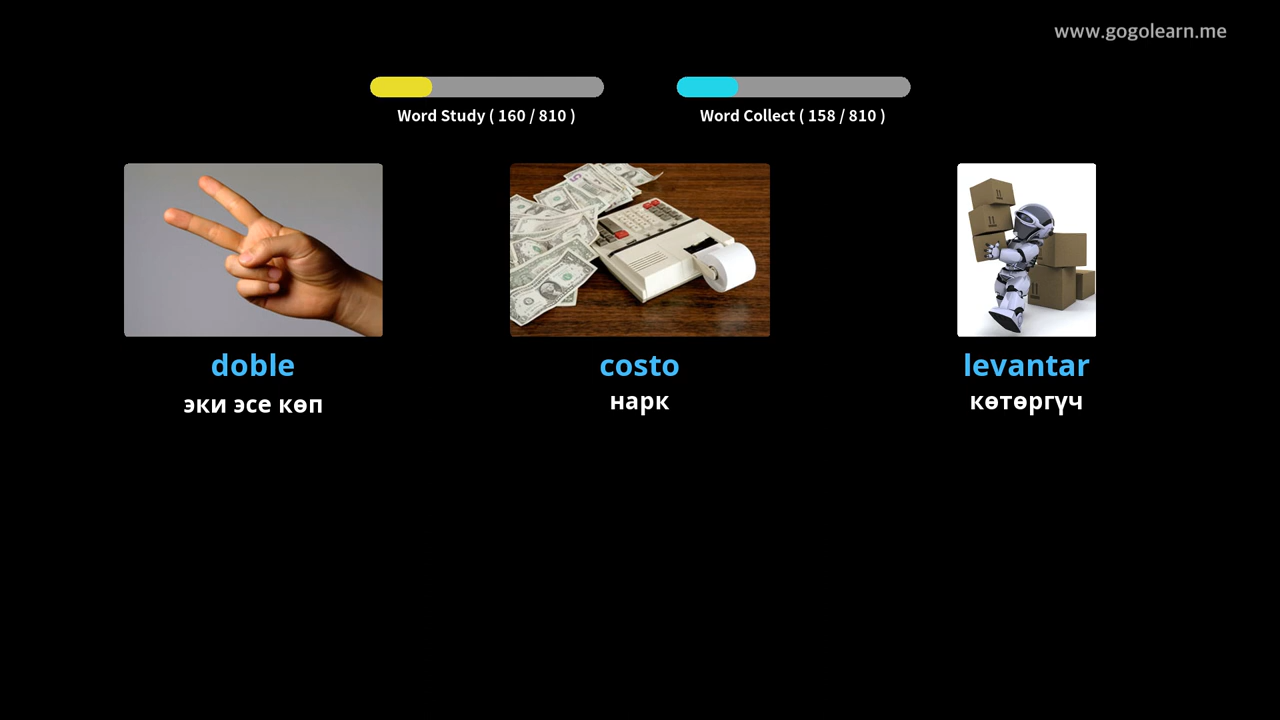 www.gogolearn.me
Word Study ( 160 / 810 )
Word Collect ( 158 / 810 )
doble
эки эсе көп
costo
нарк
levantar
көтөргүч